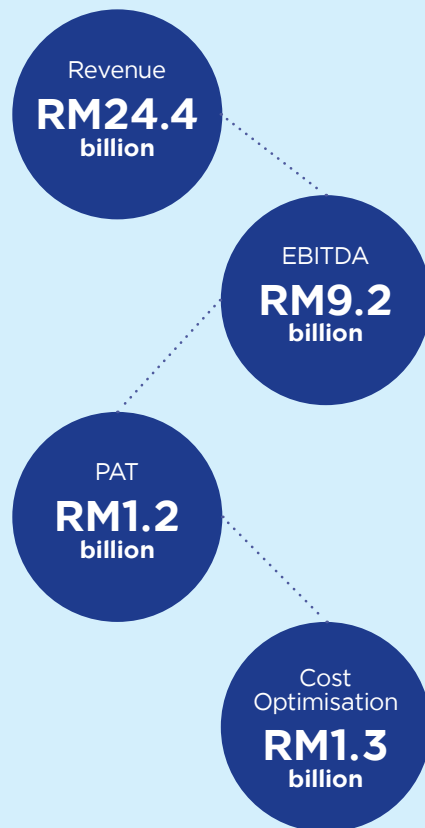 Revenue
RM24.4
billion
EBITDA
RM9.2
billion
PAT
RM1.2
billion
Cost
Optimisation
RM1.3
billion